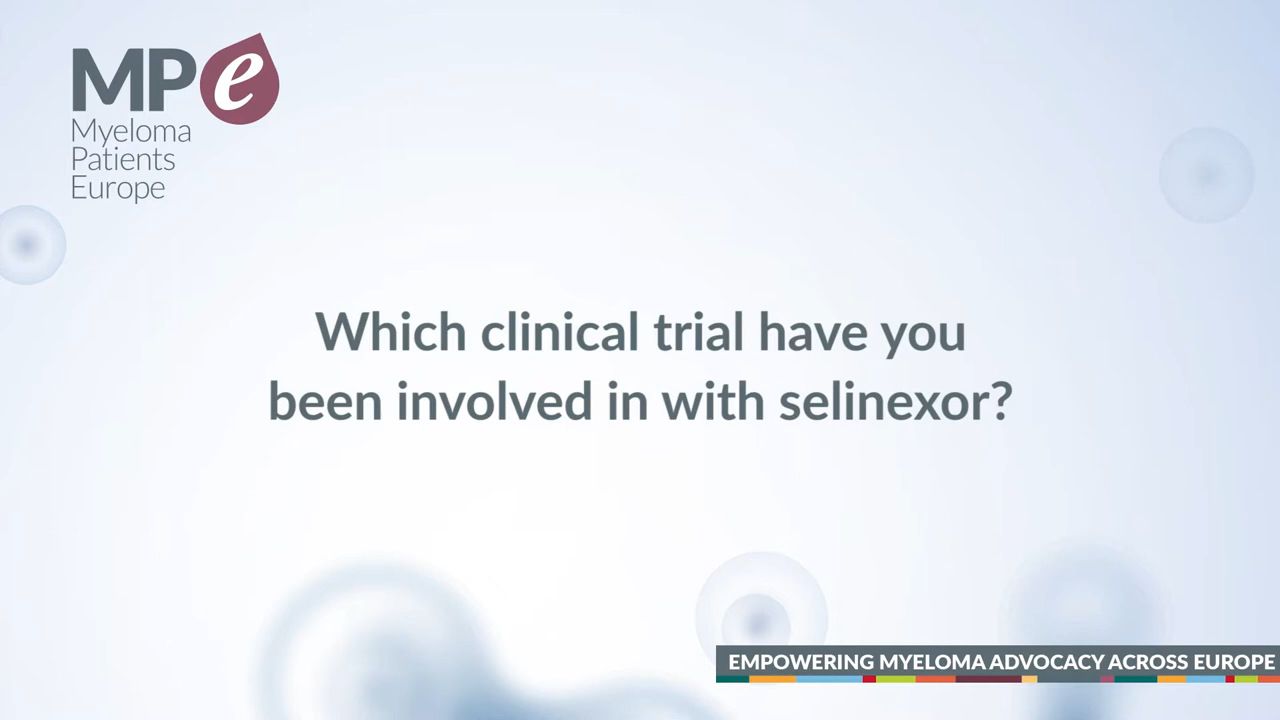 MPe
Myeloma
Patients
Europe
Which clinical trial have you
been involved in with selinexor?
EMPOWERING MYELOMA ADVOCACY ACROSS EUROPE